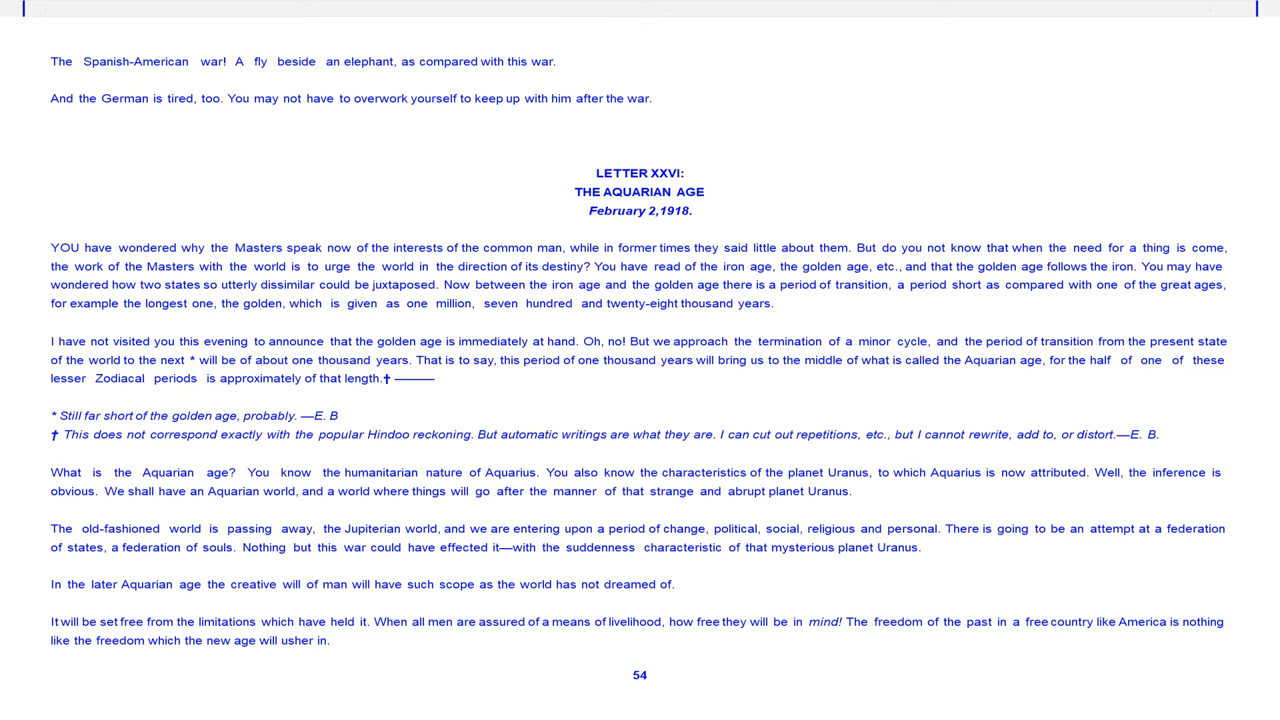 The Spanish-American war! A fly beside an elephant, as compared with this war.
And the German is tired, too. You may not have to overwork yourself to keep up with him after the war.
LETTER XXVI:
THE AQUARIAN AGE
February 2,1918.
YOU have wondered why the Masters speak now of the interests of the common man, while in former times they said little about them. But do you not know that when the need for a thing is come,
the work of the Masters with the world is to urge the world in the direction of its destiny? You have read of the iron age, the golden age, etc., and that the golden age follows the iron. You may have
wondered how two states so utterly dissimilar could be juxtaposed. Now between the iron age and the golden age there is a period of transition, a period short as compared with one of the great ages,
for example the longest one, the golden, which is given as one million, seven hundred and twenty-eight thousand years.
I have not visited you this evening to announce that the golden age is immediately at hand. Oh, no! But we approach the termination of a minor cycle, and the period of transition from the present state
of the world to the next * will be of about one thousand years. That is to say, this period of one thousand years will bring us to the middle of what is called the Aquarian age, for the half of one of these
lesser Zodiacal periods is approximately of that length.† ———
* Still far short of the golden age, probably. —E. B
† This does not correspond exactly with the popular Hindoo reckoning. But automatic writings are what they are. I can cut out repetitions, etc., but I cannot rewrite, add to, or distort.—E. B.
What is the Aquarian age? You know the humanitarian nature of Aquarius. You also know the characteristics of the planet Uranus, to which Aquarius is now attributed. Well, the inference is
obvious. We shall have an Aquarian world, and a world where things will go after the manner of that strange and abrupt planet Uranus.
The old-fashioned world is passing away, the Jupiterian world, and we are entering upon a period of change, political, social, religious and personal. There is going to be an attempt at a federation
of states, a federation of souls. Nothing but this war could have effected it—with the suddenness characteristic of that mysterious planet Uranus.
In the later Aquarian age the creative will of man will have such scope as the world has not dreamed of.
It will be set free from the limitations which have held it. When all men are assured of a means of livelihood, how free they will be in mind! The freedom of the past in a free country like America is nothing
like the freedom which the new age will usher in.
54